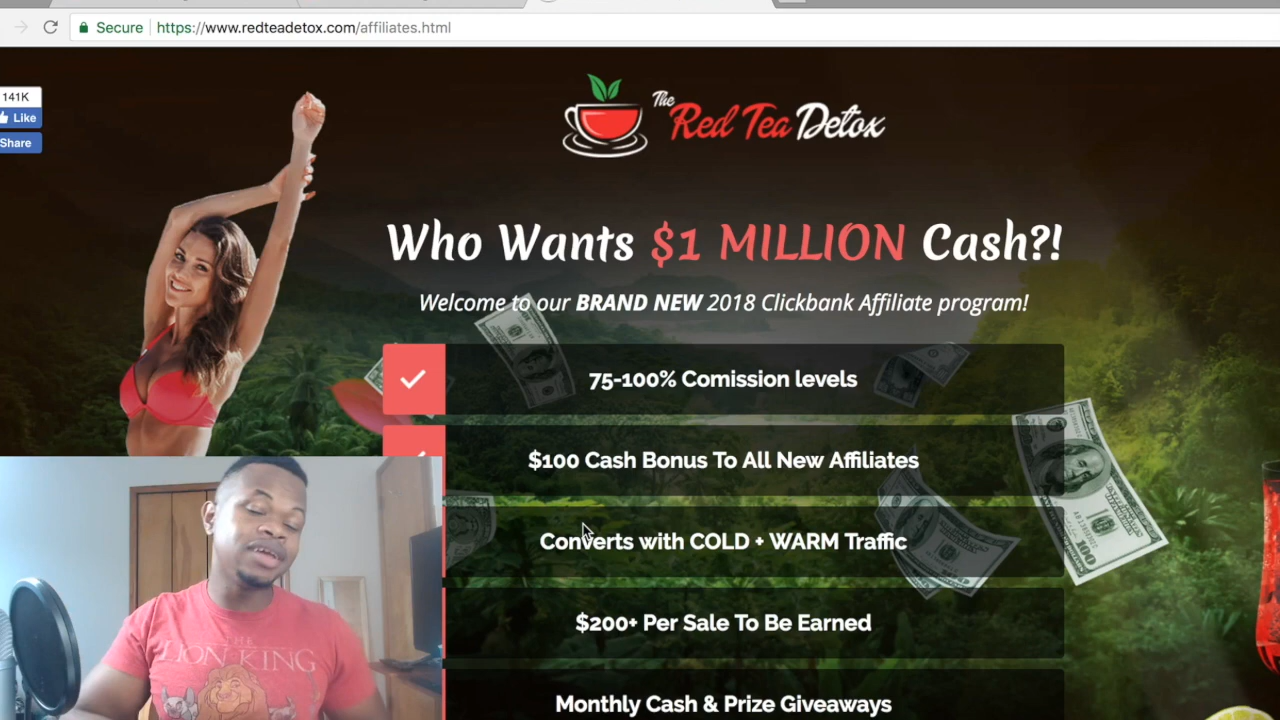 Secure https://www.redteadetox.com/affiliates.html
141K
Like
Share
The Red Tea Detox
Who Wants $1 MILLION Cash?!
Welcome to our BRAND NEW 2018 Clickbank Affiliate program!
75-100% Comission levels
$100 Cash Bonus To All New Affiliates
Converts with COLD + WARM Traffic
$200+ Per Sale To Be Earned
Monthly Cash & Prize Giveaways
THE
LION KING
100